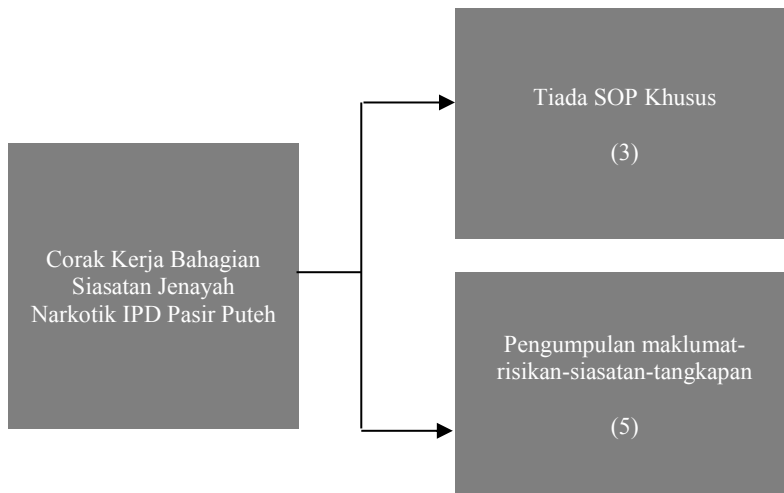 Corak Kerja Bahagian
Siasatan Jenayah
Narkotik IPD Pasir Puteh
Tiada SOP Khusus
(3)
Pengumpulan maklumat-
risikan-siasatan-tangkapan
(5)